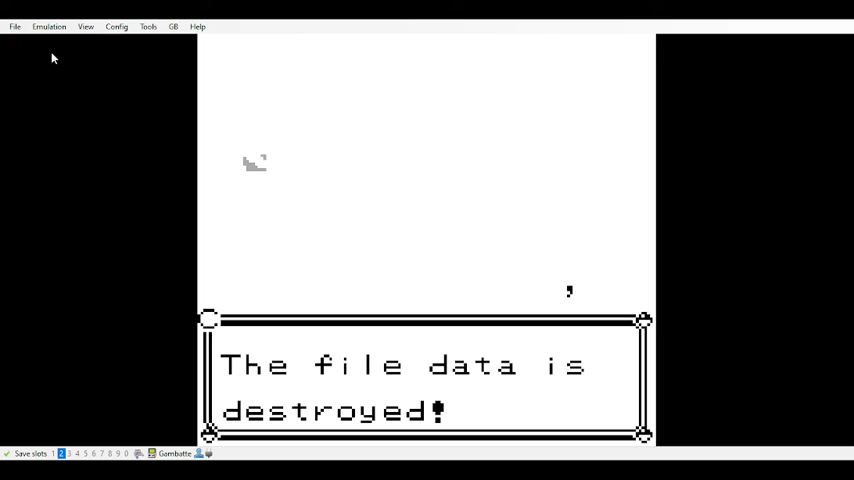 File Emulation View Config Tools GB Help
,
The file data is
destroyed!
Save slots 1 2 3 4 5 6 7 8 9 0 Gambatte